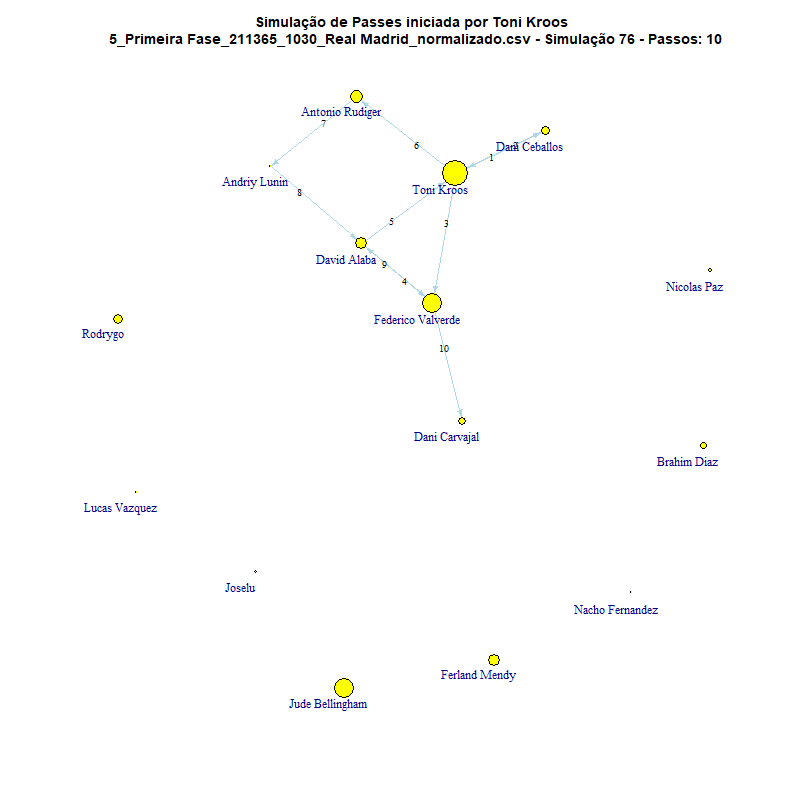 Simulação de Passes iniciada por Toni Kroos
5_Primeira Fase_211365_1030_Real Madrid_normalizado.csv - Simulação 76 - Passos: 10
Antonio Rudiger
7
6
Dani Ceballos
1
2
Andriy Lunin
Toni Kroos
8
5
3
David Alaba
9
4
Nicolas Paz
Federico Valverde
Rodrygo
10
Dani Carvajal
Brahim Diaz
Lucas Vazquez
Joselu
Nacho Fernandez
Ferland Mendy
Jude Bellingham